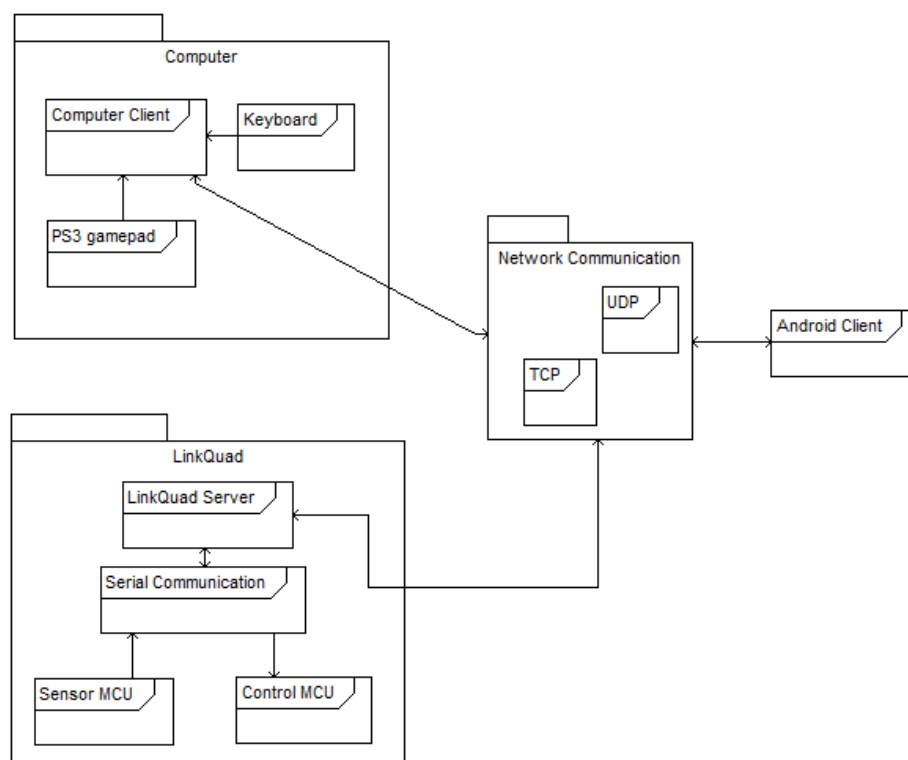 Computer
Computer Client
Keyboard
PS3 gamepad
Network Communication
UDP
TCP
Android Client
LinkQuad
LinkQuad Server
Serial Communication
Sensor MCU
Control MCU